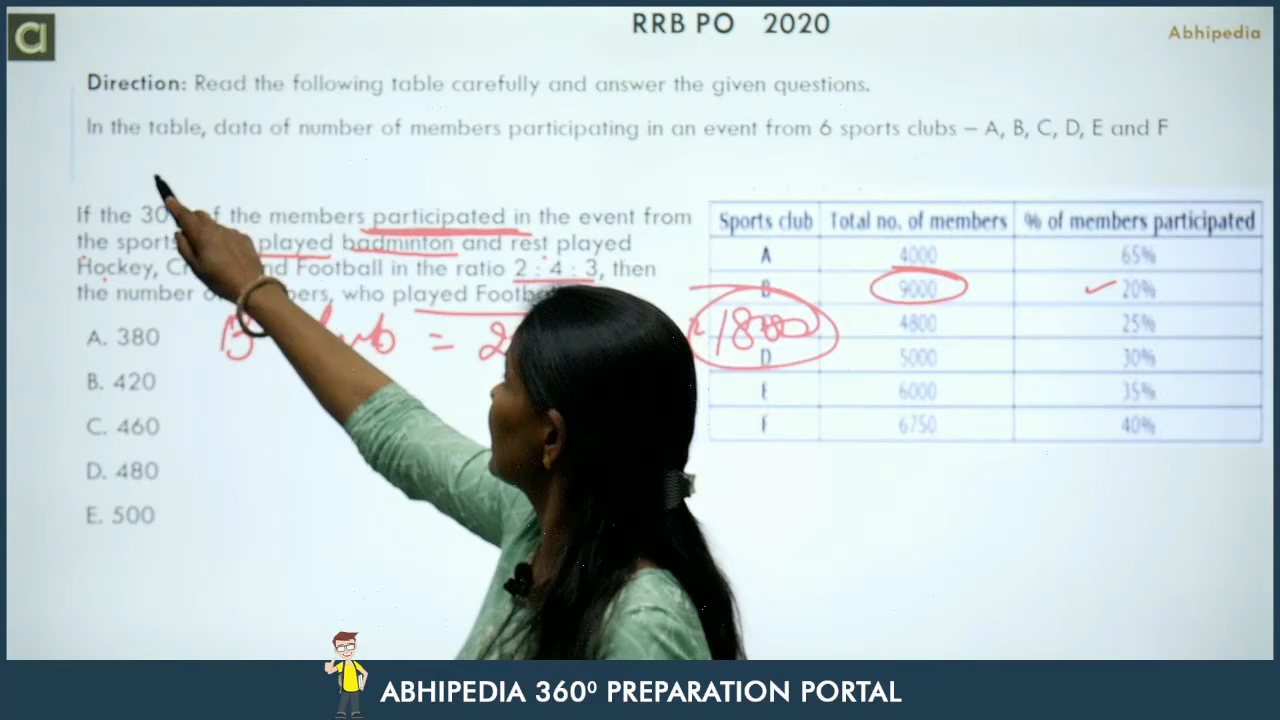 RRB PO 2020
Abhipedia
Direction: Read the following table carefully and answer the given questions.
In the table, data of number of members participating in an event from 6 sports clubs – A, B, C, D, E and F
If the 30 of the members participated in the event from
the sports played badminton and rest played
Hockey, nd Football in the ratio 2 : 4 : 3, then
the number who played
A. 380
B. 420
C. 460
D. 480
E. 500
Sports club Total no. of members % of members participated
A 4000 65%
9000 20%
4800 25%
D 5000 30%
E 6000 35%
F 6750 40%
B = 2
ABHIPEDIA 360⁰ PREPARATION PORTAL